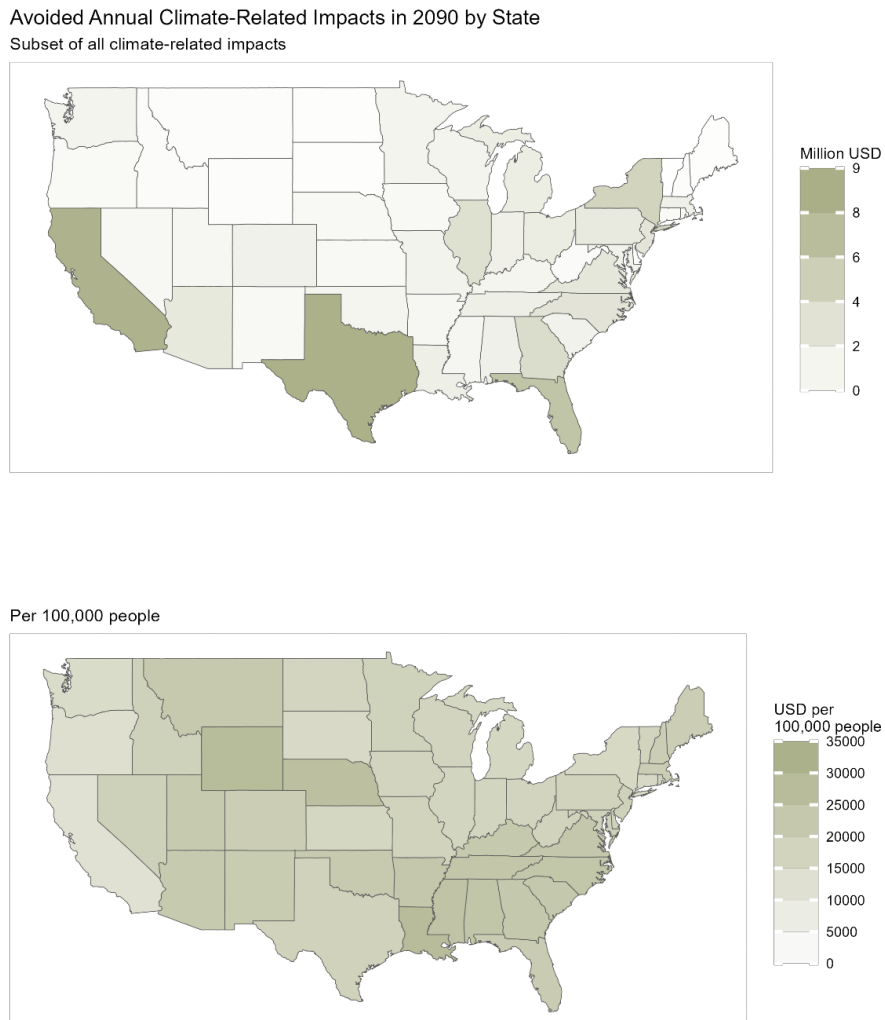 Avoided Annual Climate-Related Impacts in 2090 by State
Subset of all climate-related impacts
Million USD
9
8
6
4
2
0
Per 100,000 people
USD per
100,000 people
35000
30000
25000
20000
15000
10000
5000
0